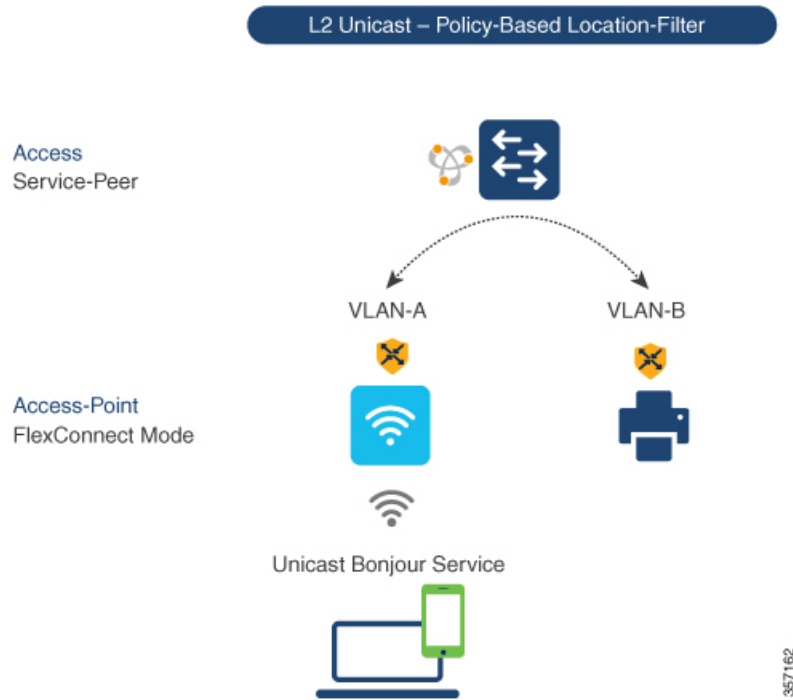 L2 Unicast – Policy-Based Location-Filter
Access
Service-Peer
VLAN-A
VLAN-B
Access-Point
FlexConnect Mode
Unicast Bonjour Service
357162